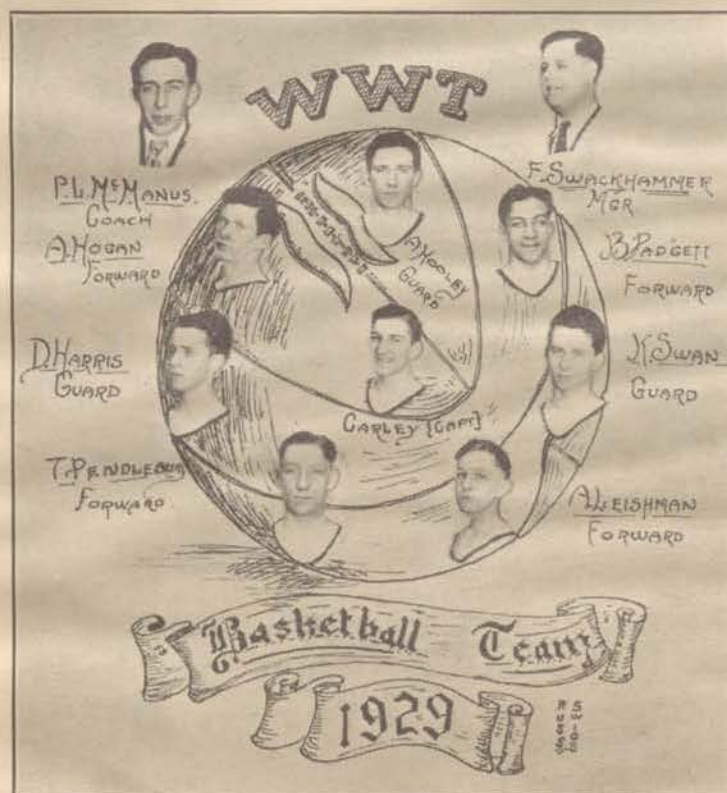 WWT
P.L. McManus.
Coach
F. Swackhammer
Mgr
A. Hogan
Forward
A. Hooley
Guard
B. Padgett
Forward
D. Harris
Guard
Carley [Capt]
K. Swan
Guard
T. Pendlebury
Forward
A. Leishman
Forward
Basketball Team
1929
Russ